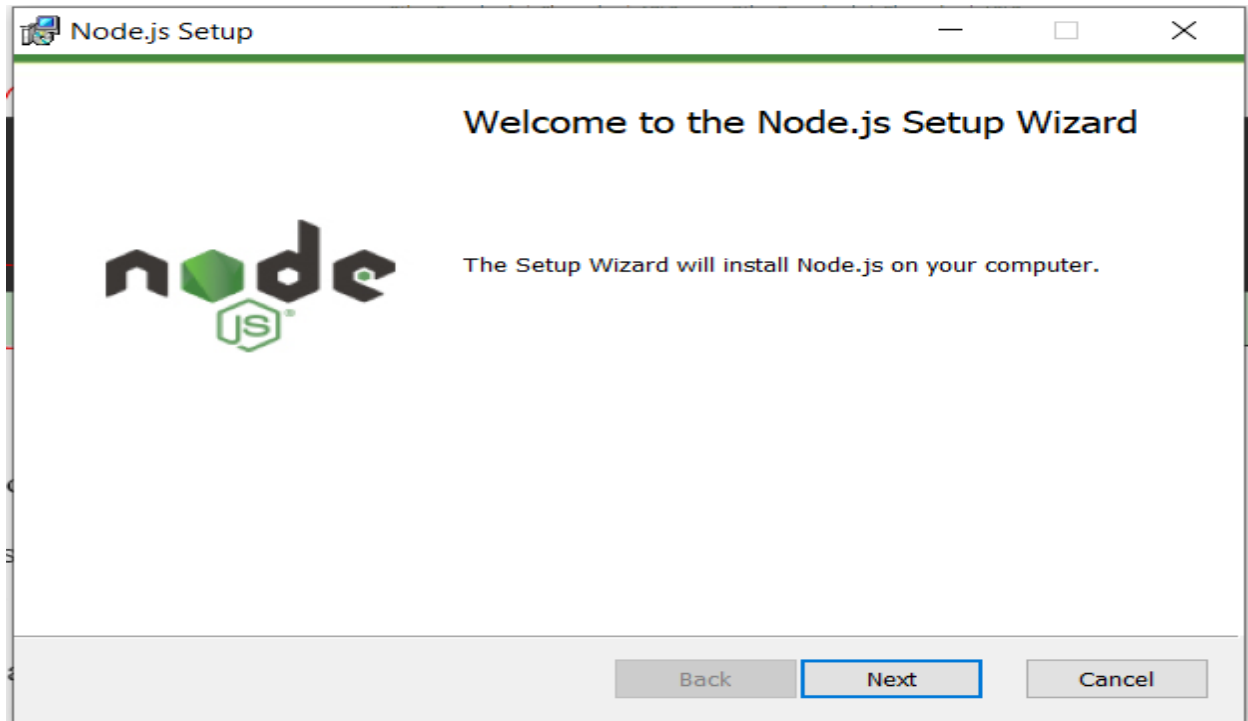 Node.js Setup
Welcome to the Node.js Setup Wizard
node
JS®
The Setup Wizard will install Node.js on your computer.
Back
Next
Cancel